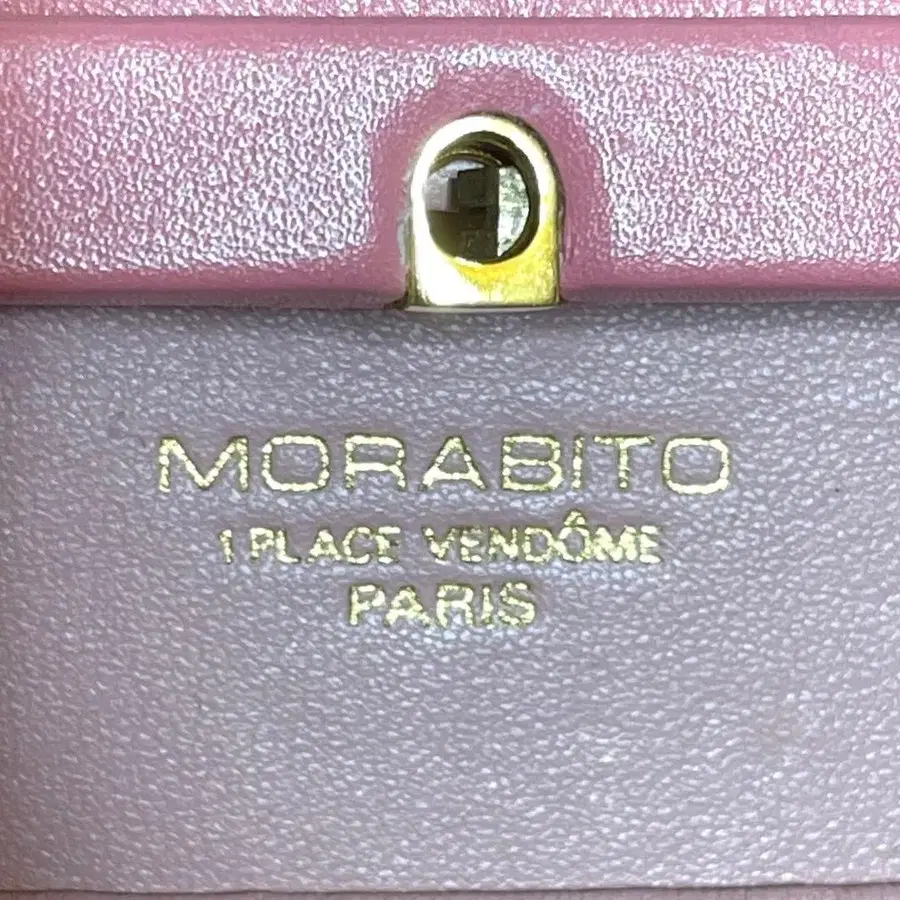 MORABITO
1 PLACE VENDÔME
PARIS